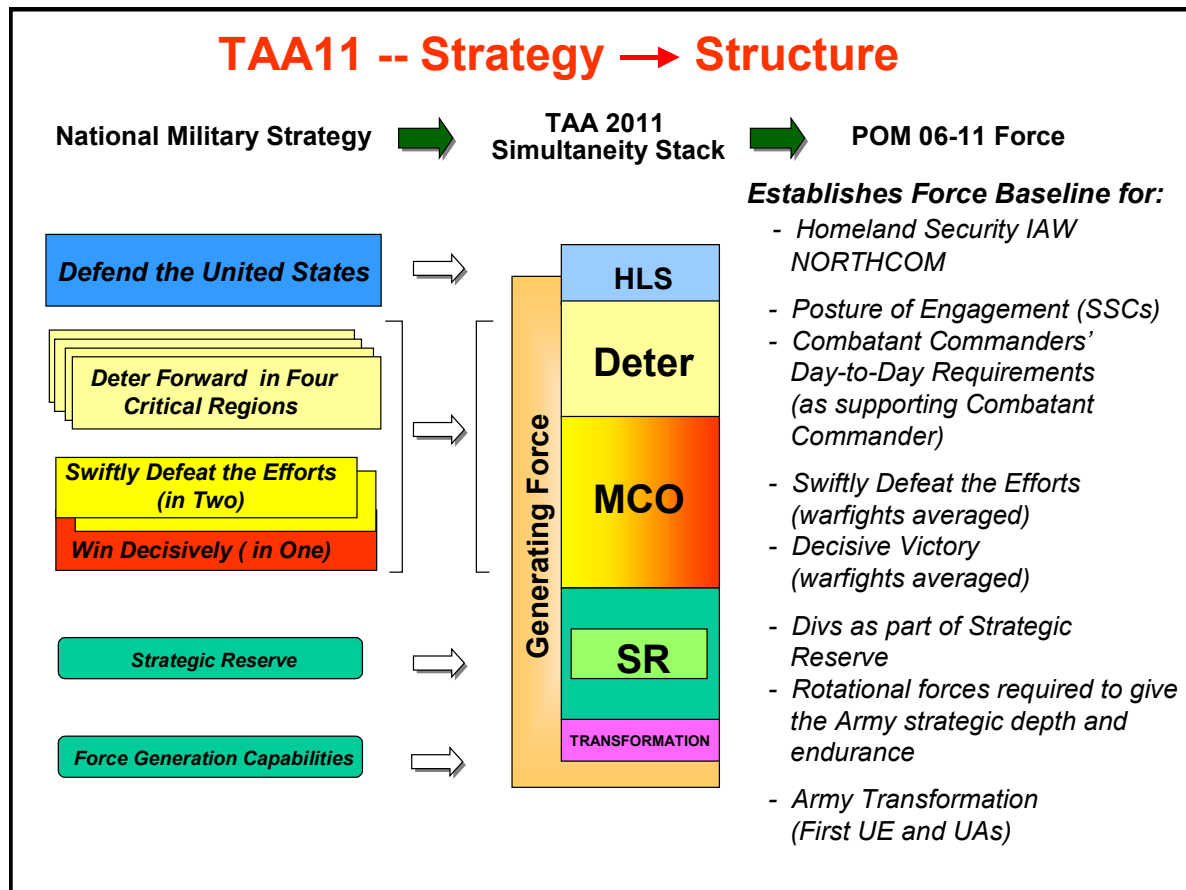 TAA11 -- Strategy → Structure
National Military Strategy
TAA 2011
Simultaneity Stack
POM 06-11 Force
Defend the United States
Deter Forward in Four
Critical Regions
Swiftly Defeat the Efforts
(in Two)
Win Decisively ( in One)
Strategic Reserve
Force Generation Capabilities
Generating Force
HLS
Deter
MCO
SR
TRANSFORMATION
Establishes Force Baseline for:
- Homeland Security IAW
NORTHCOM
- Posture of Engagement (SSCs)
- Combatant Commanders’
Day-to-Day Requirements
(as supporting Combatant
Commander)
- Swiftly Defeat the Efforts
(warfights averaged)
- Decisive Victory
(warfights averaged)
- Divs as part of Strategic
Reserve
- Rotational forces required to give
the Army strategic depth and
endurance
- Army Transformation
(First UE and UAs)